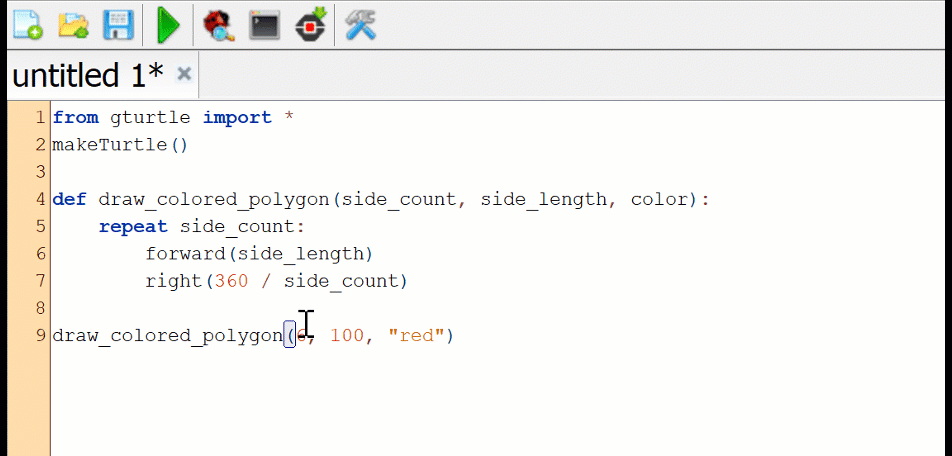 untitled 1* ×
1 from gturtle import *
2 makeTurtle()
3
4 def draw_colored_polygon(side_count, side_length, color):
5     repeat side_count:
6         forward(side_length)
7         right(360 / side_count)
8
9 draw_colored_polygon(6, 100, "red")